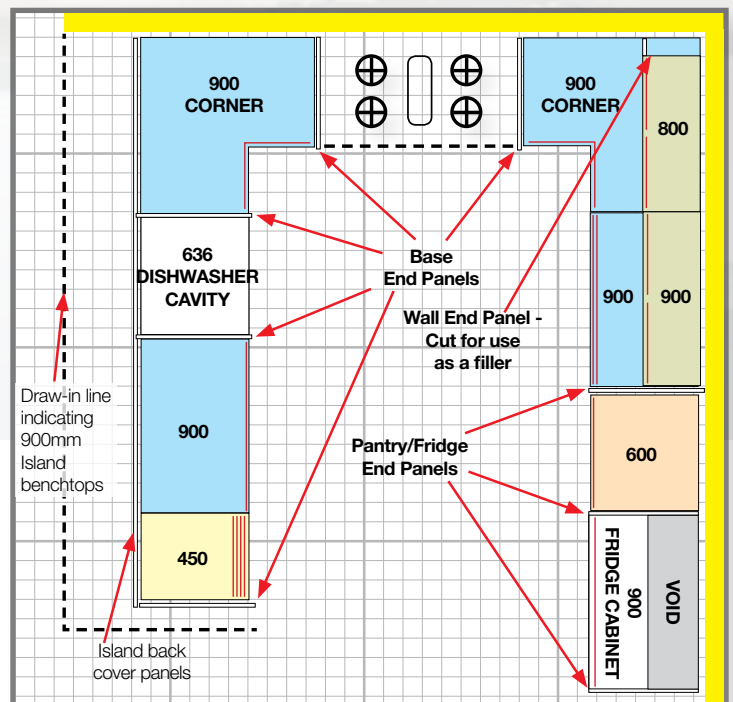 900
CORNER
900
CORNER
800
636
DISHWASHER
CAVITY
Base
End Panels
900
900
Wall End Panel -
Cut for use
as a filler
Draw-in line
indicating
900mm
Island
benchtops
900
Pantry/Fridge
End Panels
600
450
FRIDGE CABINET
900
VOID
Island back
cover panels